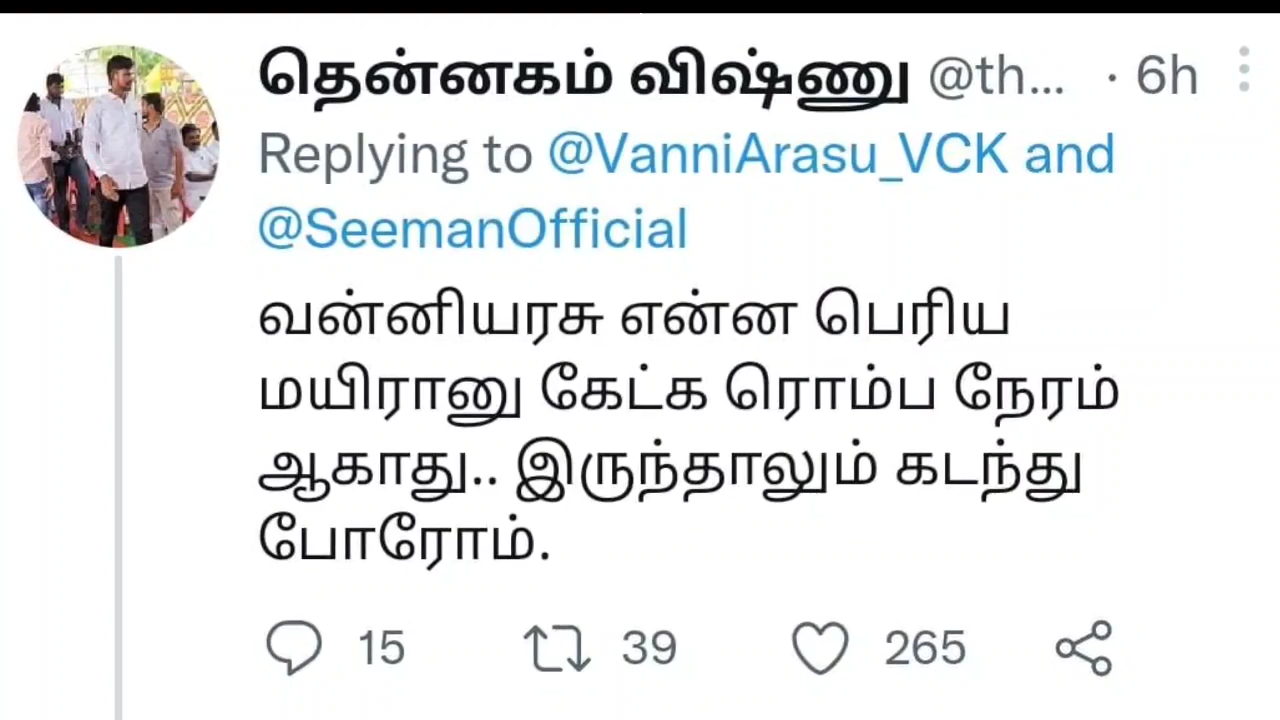 தென்னகம் விஷ்ணு @th... · 6h
Replying to @VanniArasu_VCK and
@SeemanOfficial
வன்னியரசு என்ன பெரிய
மயிரானு கேட்க ரொம்ப நேரம்
ஆகாது.. இருந்தாலும் கடந்து
போரோம்.
15 39 265